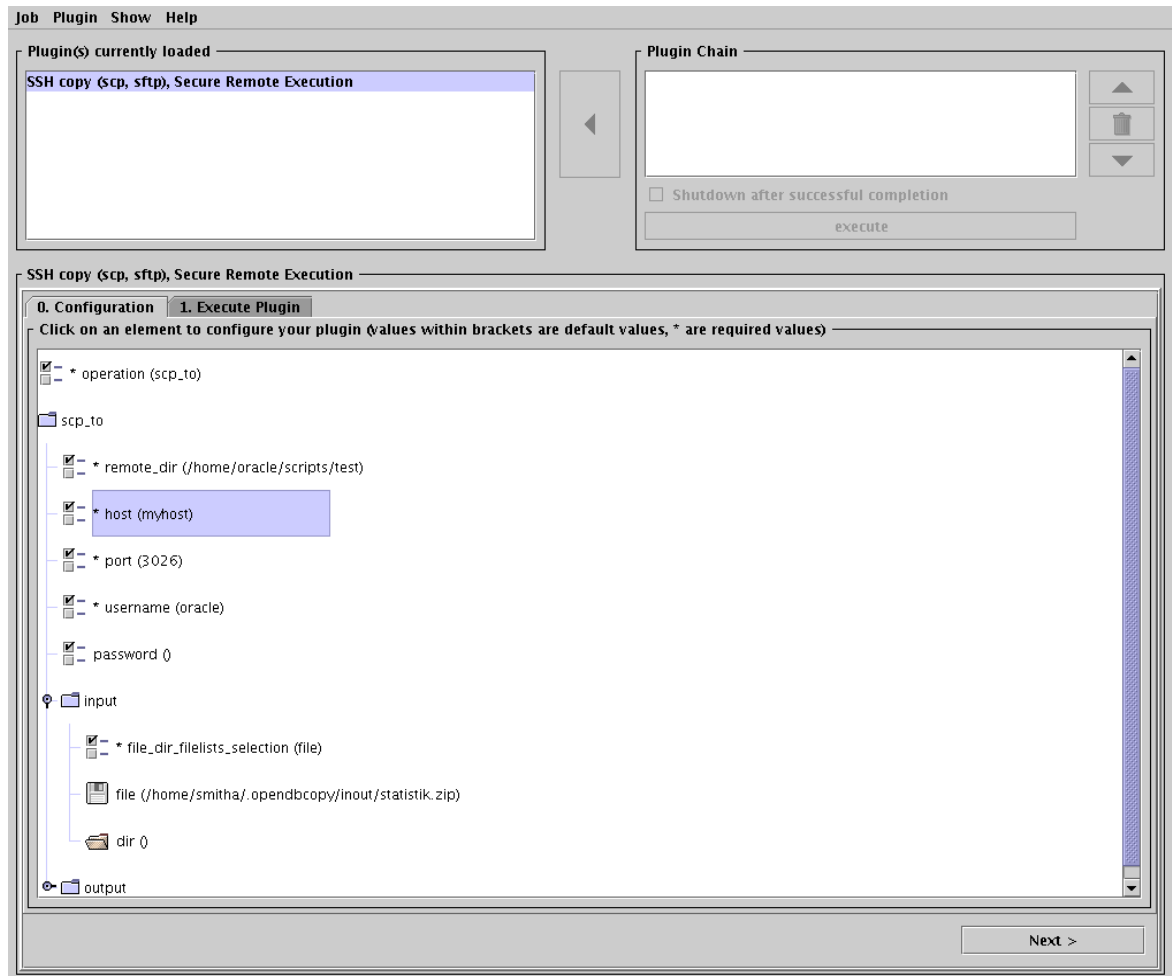 Job Plugin Show Help
Plugin(s) currently loaded
SSH copy (scp, sftp), Secure Remote Execution
Plugin Chain
Shutdown after successful completion
execute
SSH copy (scp, sftp), Secure Remote Execution
0. Configuration 1. Execute Plugin
Click on an element to configure your plugin (values within brackets are default values, * are required values)
* operation (scp_to)
scp_to
* remote_dir (/home/oracle/scripts/test)
* host (myhost)
* port (3026)
* username (oracle)
password ()
input
* file_dir_filelists_selection (file)
file (/home/smitha/.opendbcopy/inout/statistik.zip)
dir ()
output
Next >